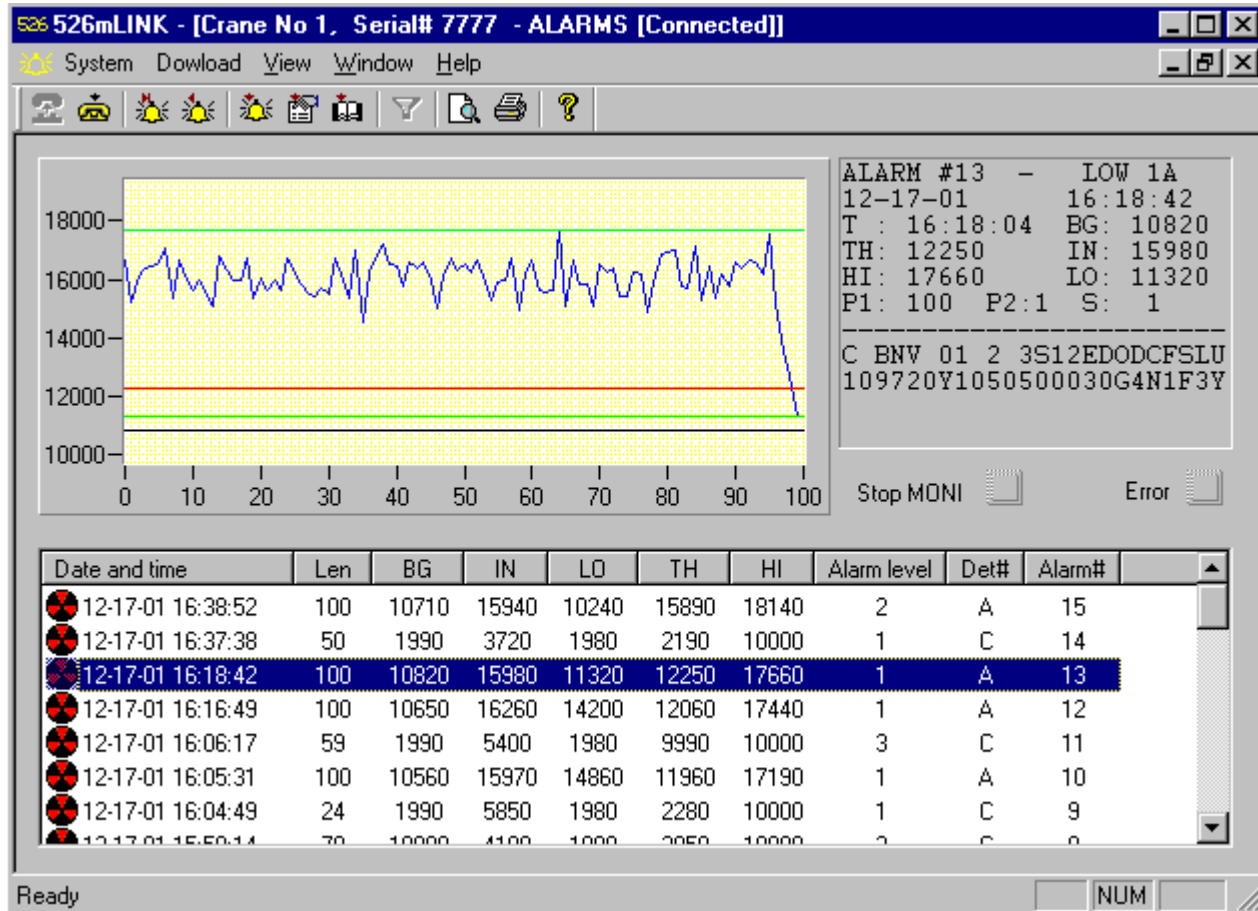 526 526mLINK - [Crane No 1, Serial# 7777 - ALARMS [Connected]]
System Dowload View Window Help
18000
16000
14000
12000
10000
0 10 20 30 40 50 60 70 80 90 100
ALARM #13 – LOW 1A
12–17–01 16:18:42
T : 16:18:04 BG: 10820
TH: 12250 IN: 15980
HI: 17660 LO: 11320
P1: 100 P2:1 S: 1
C BNV 01 2 3S12EDODCFSLU
109720Y1050500030G4N1F3Y
Stop MONI Error
Date and time Len BG IN LO TH HI Alarm level Det# Alarm#
12-17-01 16:38:52 100 10710 15940 10240 15890 18140 2 A 15
12-17-01 16:37:38 50 1990 3720 1980 2190 10000 1 C 14
12-17-01 16:18:42 100 10820 15980 11320 12250 17660 1 A 13
12-17-01 16:16:49 100 10650 16260 14200 12060 17440 1 A 12
12-17-01 16:06:17 59 1990 5400 1980 9990 10000 3 C 11
12-17-01 16:05:31 100 10560 15970 14860 11960 17190 1 A 10
12-17-01 16:04:49 24 1990 5850 1980 2280 10000 1 C 9
Ready NUM